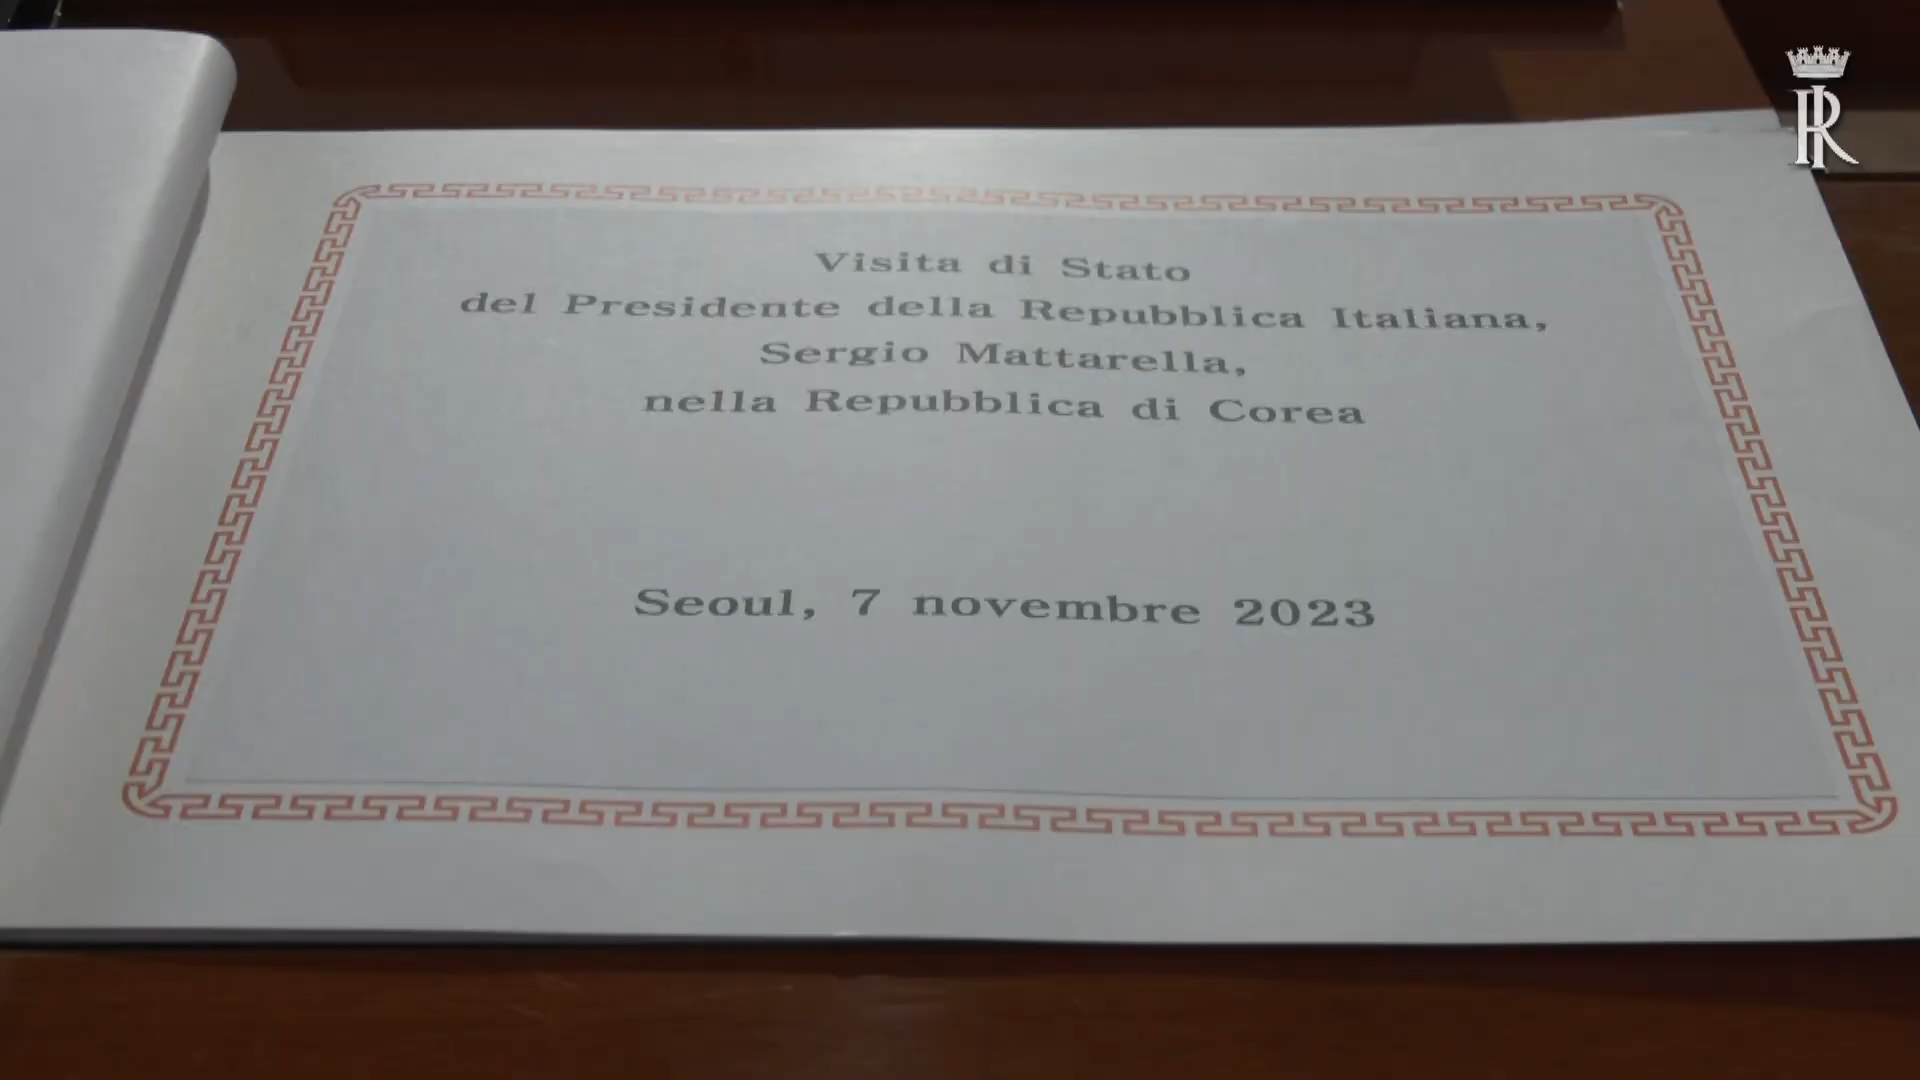 Visita di Stato
del Presidente della Repubblica Italiana,
Sergio Mattarella,
nella Repubblica di Corea
Seoul, 7 novembre 2023